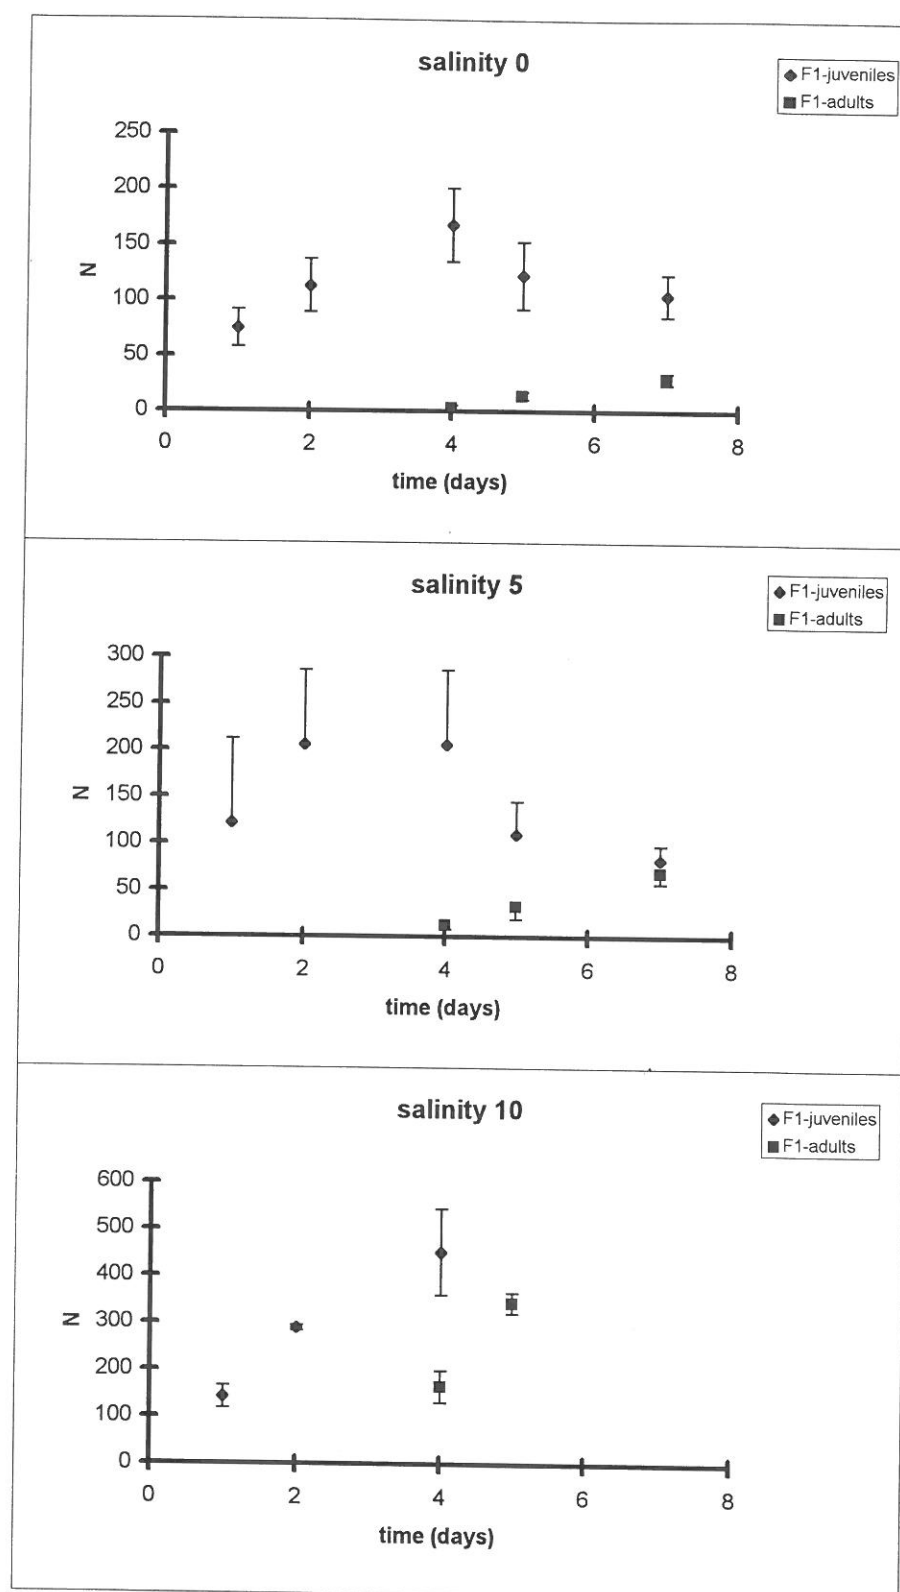 salinity 0
F1-juveniles
F1-adults
250
200
150
100
50
0
N
0 2 4 6 8
time (days)
salinity 5
F1-juveniles
F1-adults
300
250
200
150
100
50
0
N
0 2 4 6 8
time (days)
salinity 10
F1-juveniles
F1-adults
600
500
400
300
200
100
0
N
0 2 4 6 8
time (days)